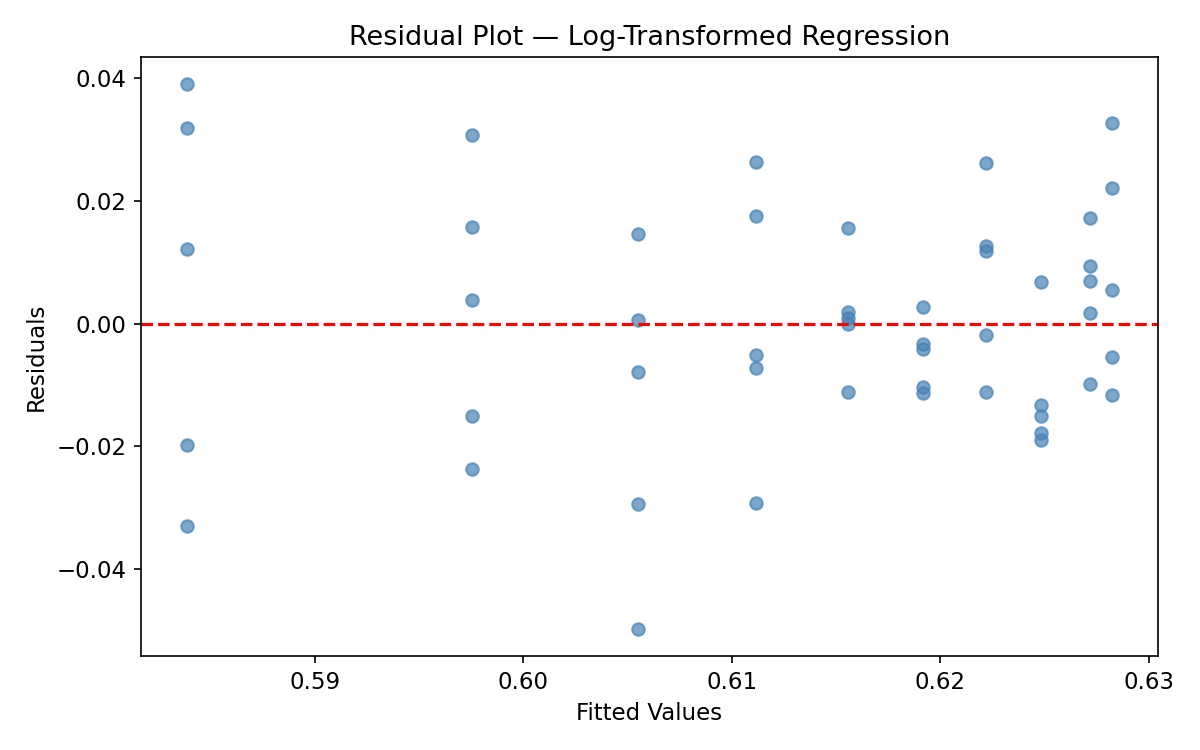 Residual Plot — Log-Transformed Regression
0.04
0.02
0.00
−0.02
−0.04
Residuals
0.59 0.60 0.61 0.62 0.63
Fitted Values